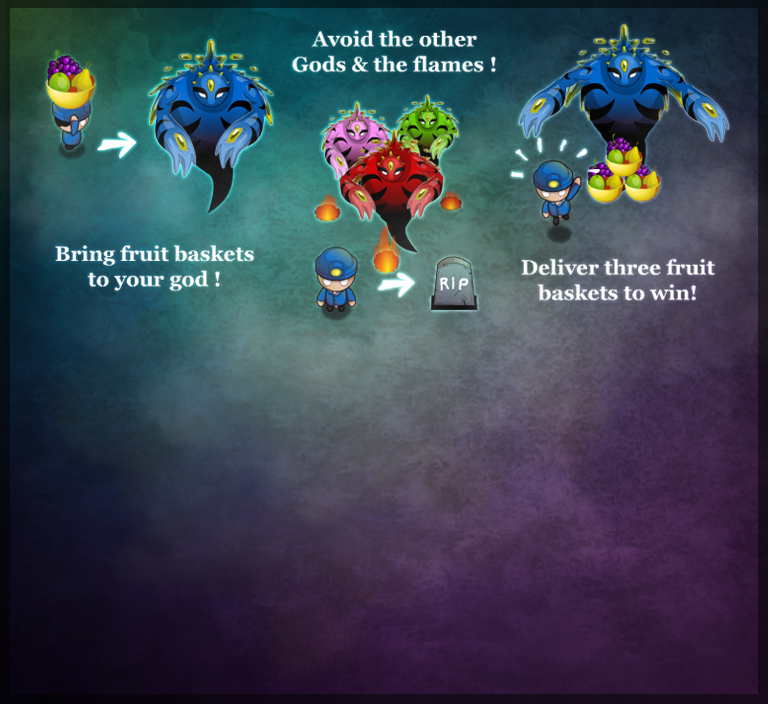 Avoid the other
Gods & the flames !
Bring fruit baskets
to your god !
RIP
Deliver three fruit
baskets to win!